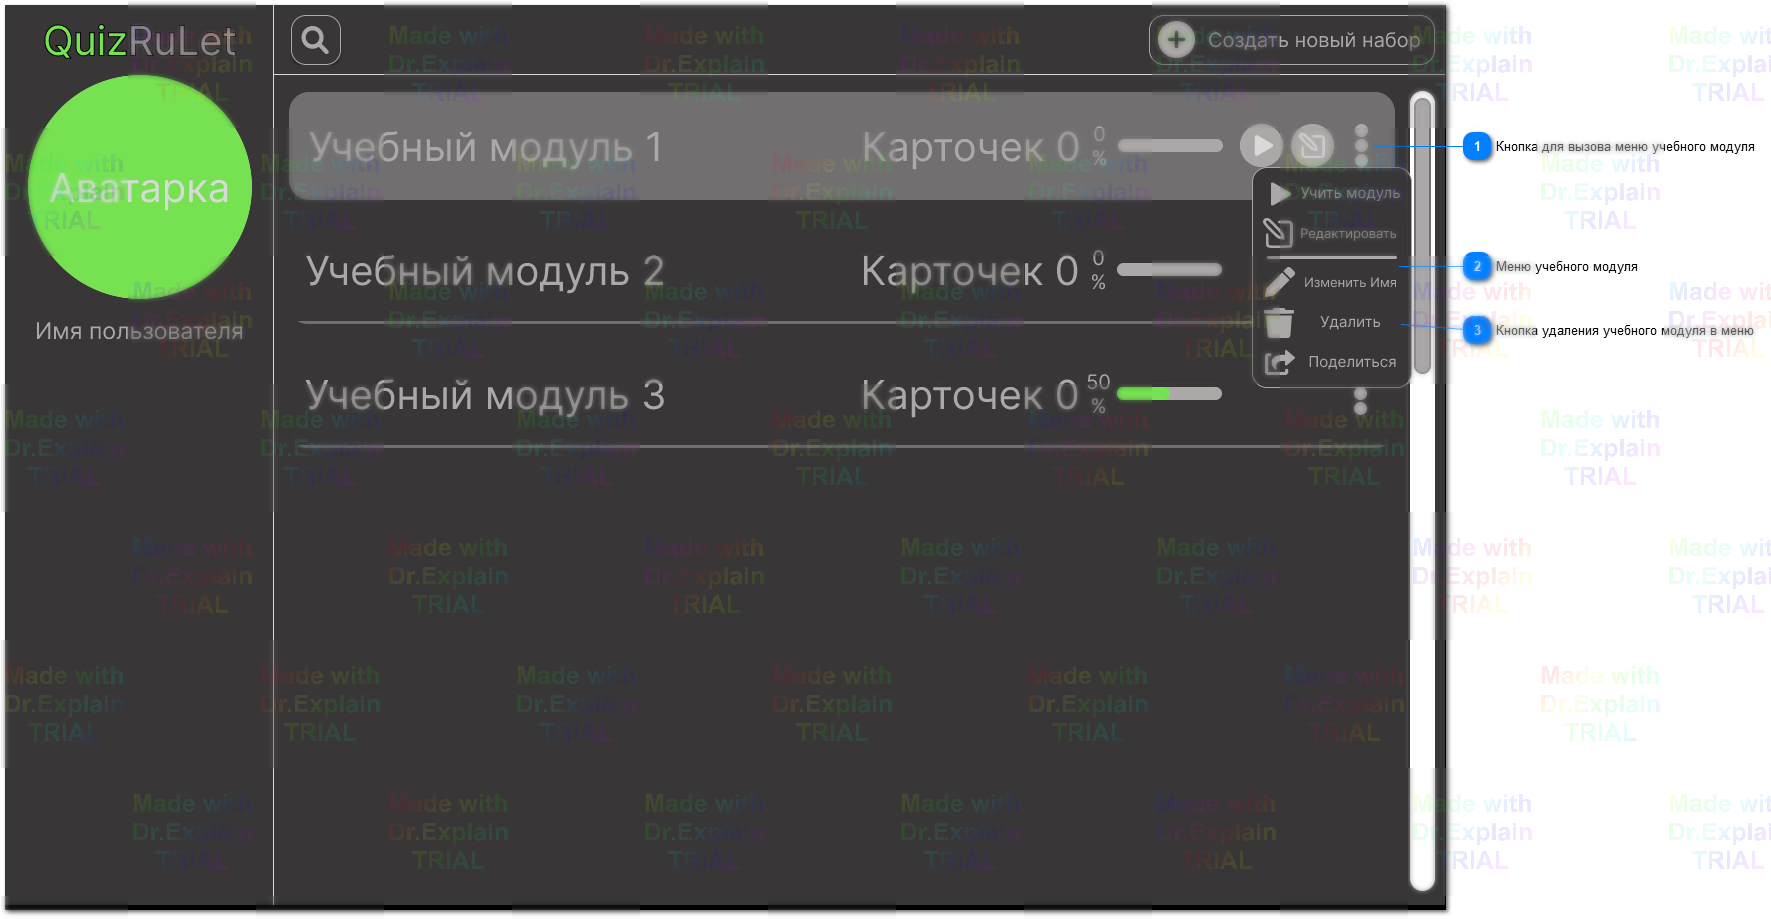 QuizRuLet
Создать новый набор
Аватарка
Имя пользователя
Учебный модуль 1
Карточек 0
0
%
Учить модуль
Редактировать
Изменить Имя
Удалить
Поделиться
Учебный модуль 2
Карточек 0
0
%
Учебный модуль 3
Карточек 0
50
%
1 Кнопка для вызова меню учебного модуля
2 Меню учебного модуля
3 Кнопка удаления учебного модуля в меню
Made with
Dr.Explain
TRIAL